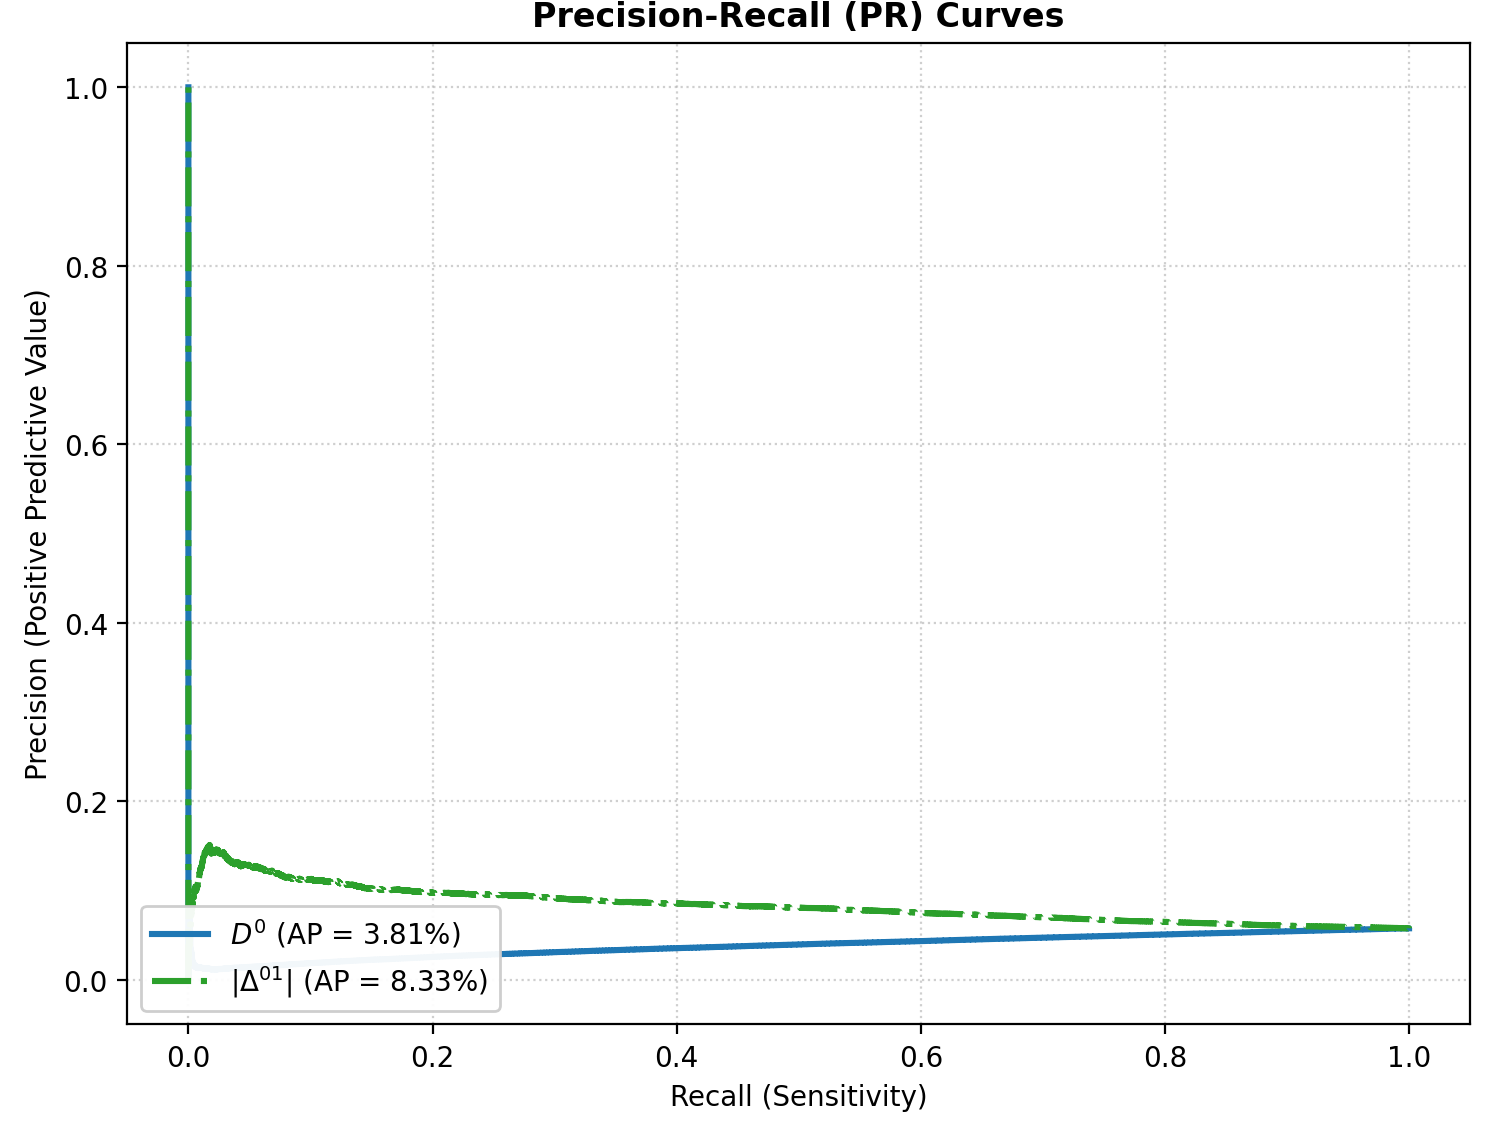 Precision-Recall (PR) Curves
Precision (Positive Predictive Value)
1.0
0.8
0.6
0.4
0.2
0.0
D⁰ (AP = 3.81%)
|Δ⁰¹| (AP = 8.33%)
0.0 0.2 0.4 0.6 0.8 1.0
Recall (Sensitivity)